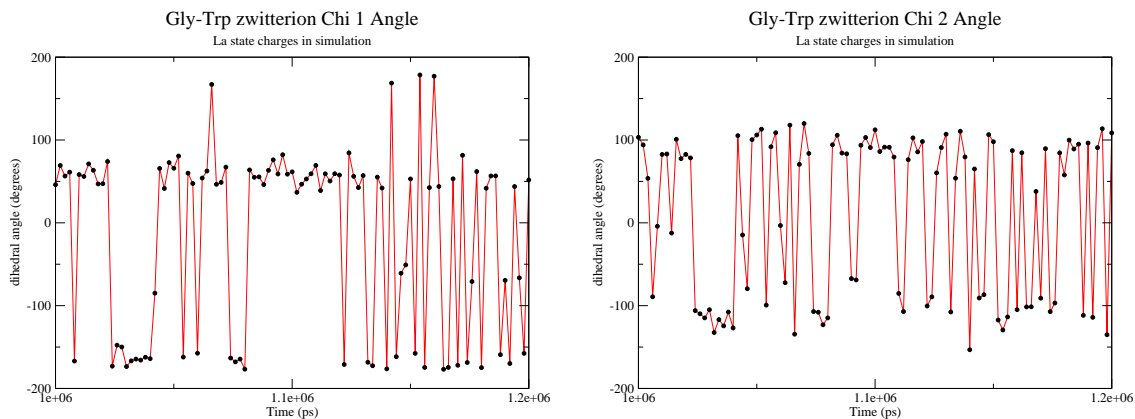 Gly-Trp zwitterion Chi 1 Angle
La state charges in simulation
200
100
0
-100
-200
dihedral angle (degrees)
1e+06
1.1e+06
1.2e+06
Time (ps)
Gly-Trp zwitterion Chi 2 Angle
La state charges in simulation
200
100
0
-100
-200
dihedral angle (degrees)
1e+06
1.1e+06
1.2e+06
Time (ps)